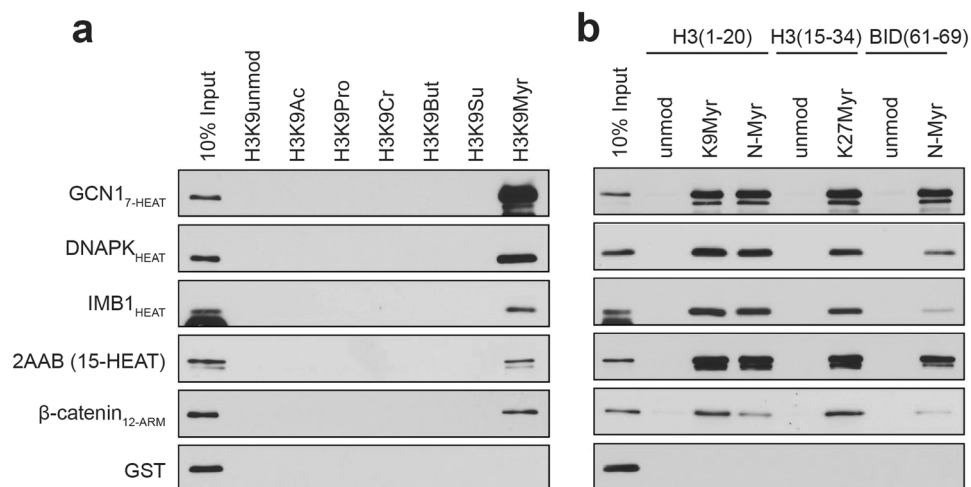 a
10% Input
H3K9unmod
H3K9Ac
H3K9Pro
H3K9Cr
H3K9But
H3K9Su
H3K9Myr
GCN1 7-HEAT
DNAPK HEAT
IMB1 HEAT
2AAB (15-HEAT)
β-catenin 12-ARM
GST
b
H3(1-20) H3(15-34) BID(61-69)
10% Input
unmod
K9Myr
N-Myr
unmod
K27Myr
unmod
N-Myr